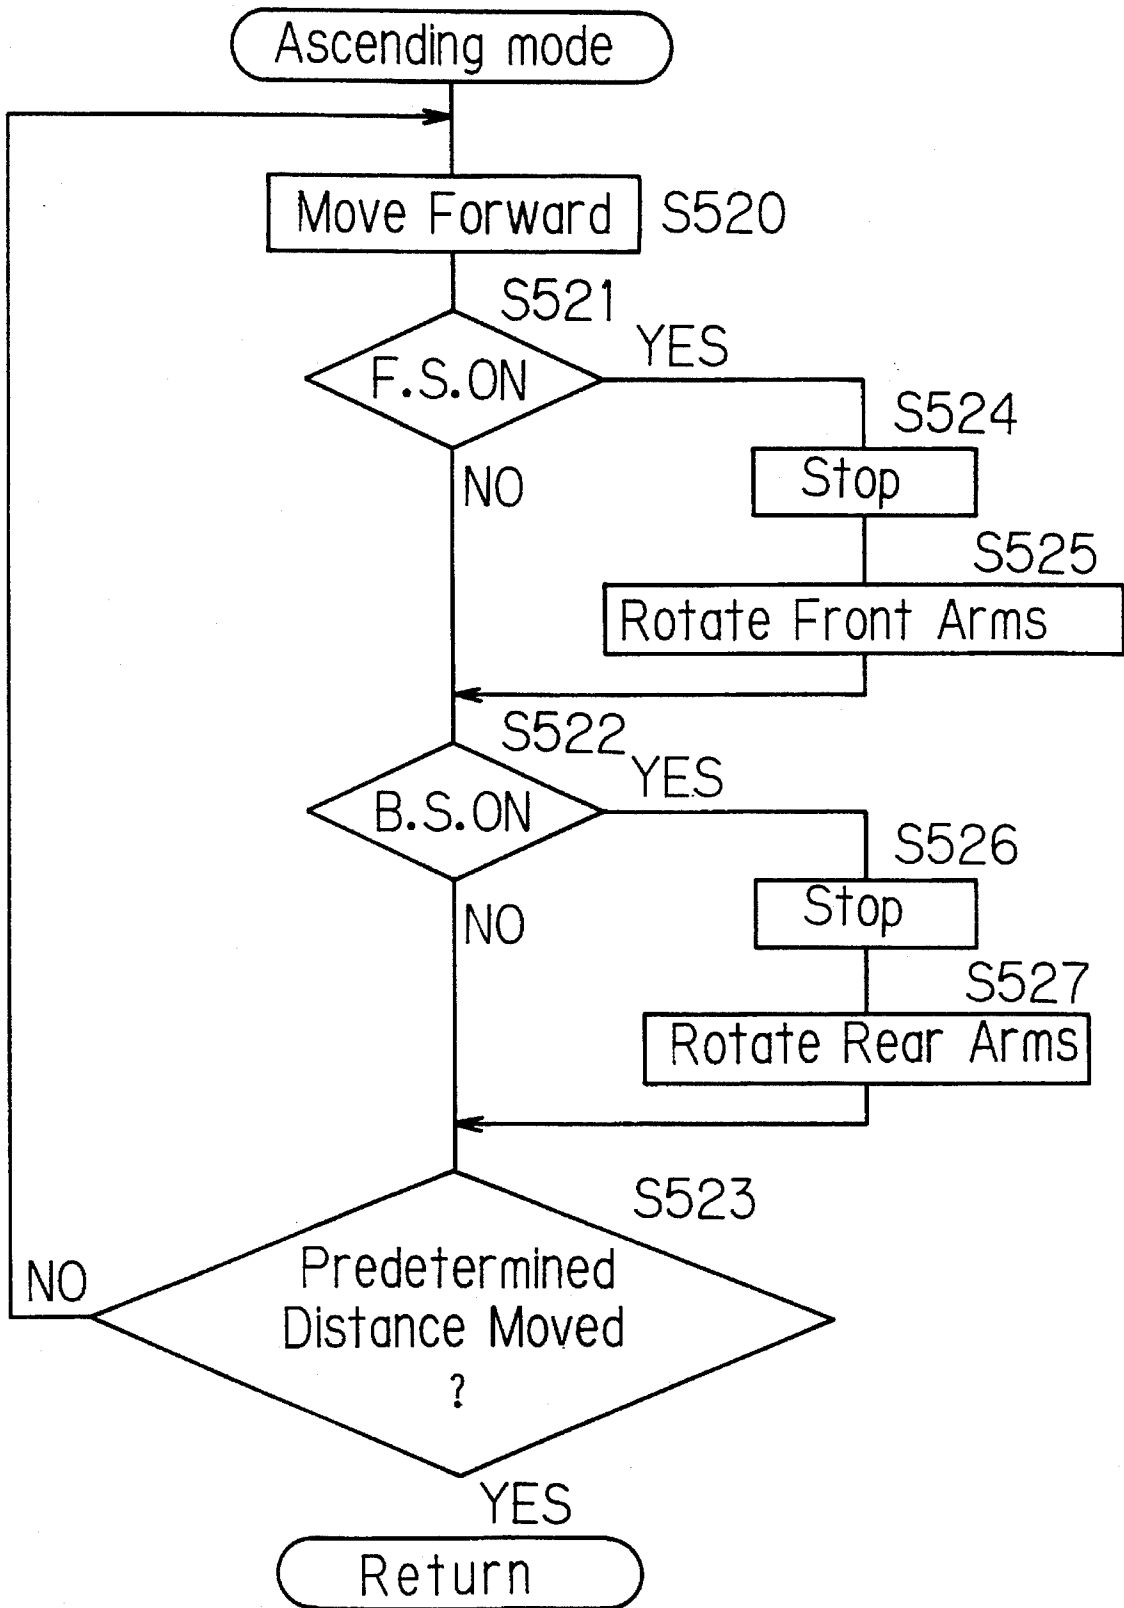 Ascending mode
Move Forward
S520
S521
F.S.ON
YES
NO
S524
Stop
S525
Rotate Front Arms
S522
B.S.ON
YES
NO
S526
Stop
S527
Rotate Rear Arms
S523
Predetermined
Distance Moved
?
NO
YES
Return